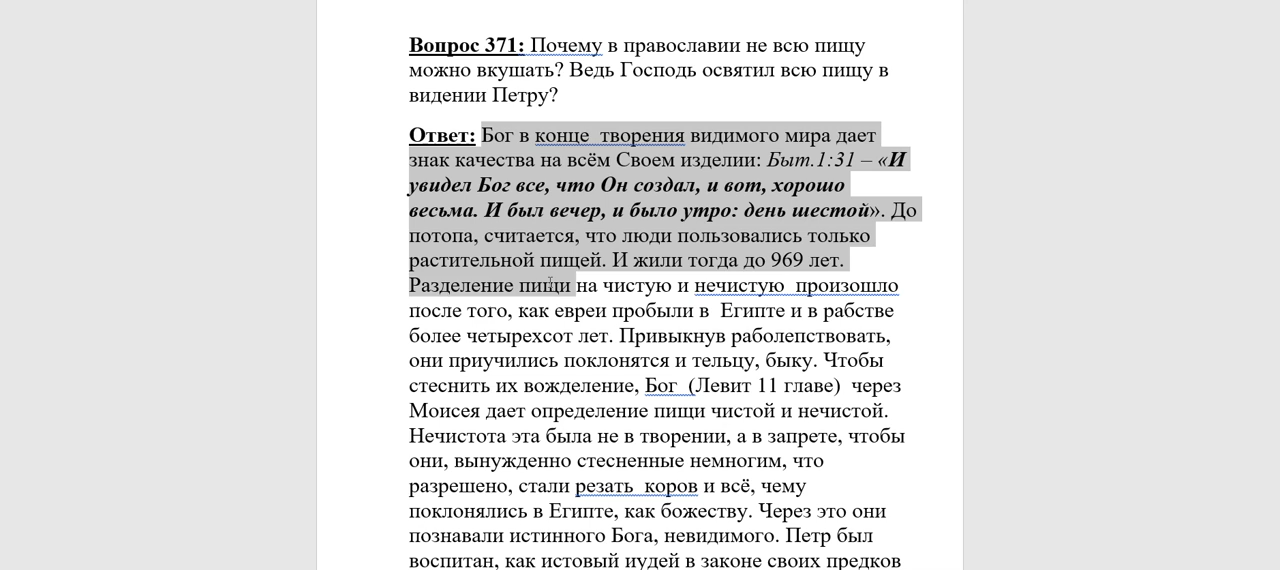 Вопрос 371: Почему в православии не всю пищу
можно вкушать? Ведь Господь освятил всю пищу в
видении Петру?
Ответ: Бог в конце  творения видимого мира дает
знак качества на всём Своем изделии: Быт.1:31 – «И
увидел Бог все, что Он создал, и вот, хорошо
весьма. И был вечер, и было утро: день шестой». До
потопа, считается, что люди пользовались только
растительной пищей. И жили тогда до 969 лет.
Разделение пищи на чистую и нечистую  произошло
после того, как евреи пробыли в  Египте и в рабстве
более четырехсот лет. Привыкнув раболепствовать,
они приучились поклонятся и тельцу, быку. Чтобы
стеснить их вожделение, Бог  (Левит 11 главе)  через
Моисея дает определение пищи чистой и нечистой.
Нечистота эта была не в творении, а в запрете, чтобы
они, вынужденно стесненные немногим, что
разрешено, стали резать  коров и всё, чему
поклонялись в Египте, как божеству. Через это они
познавали истинного Бога, невидимого. Петр был
воспитан, как истовый иудей в законе своих предков